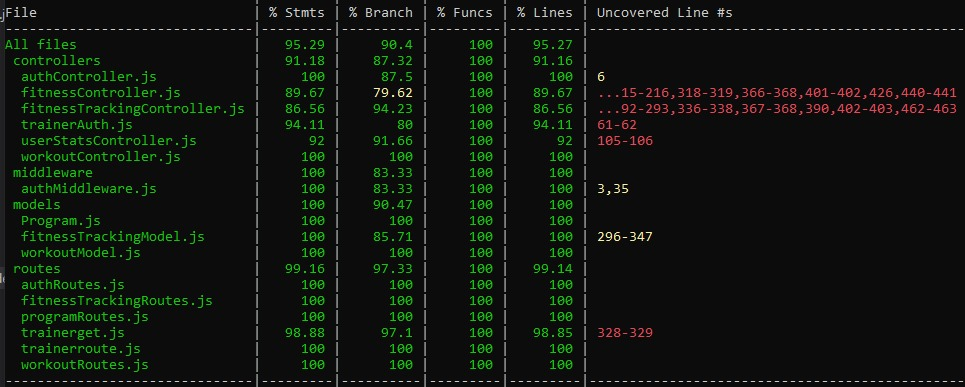 File | % Stmts | % Branch | % Funcs | % Lines | Uncovered Line #s
All files | 95.29 | 90.4 | 100 | 95.27 |
controllers | 91.18 | 87.32 | 100 | 91.16 |
authController.js | 100 | 87.5 | 100 | 100 | 6
fitnessController.js | 89.67 | 79.62 | 100 | 89.67 | ...15-216,318-319,366-368,401-402,426,440-441
fitnessTrackingController.js | 86.56 | 94.23 | 100 | 86.56 | ...92-293,336-338,367-368,390,402-403,462-463
trainerAuth.js | 94.11 | 80 | 100 | 94.11 | 61-62
userStatsController.js | 92 | 91.66 | 100 | 92 | 105-106
workoutController.js | 100 | 100 | 100 | 100 |
middleware | 100 | 83.33 | 100 | 100 |
authMiddleware.js | 100 | 83.33 | 100 | 100 | 3,35
models | 100 | 90.47 | 100 | 100 |
Program.js | 100 | 100 | 100 | 100 |
fitnessTrackingModel.js | 100 | 85.71 | 100 | 100 | 296-347
workoutModel.js | 100 | 100 | 100 | 100 |
routes | 99.16 | 97.33 | 100 | 99.14 |
authRoutes.js | 100 | 100 | 100 | 100 |
fitnessTrackingRoutes.js | 100 | 100 | 100 | 100 |
programRoutes.js | 100 | 100 | 100 | 100 |
trainerget.js | 98.88 | 97.1 | 100 | 98.85 | 328-329
trainerroute.js | 100 | 100 | 100 | 100 |
workoutRoutes.js | 100 | 100 | 100 | 100 |